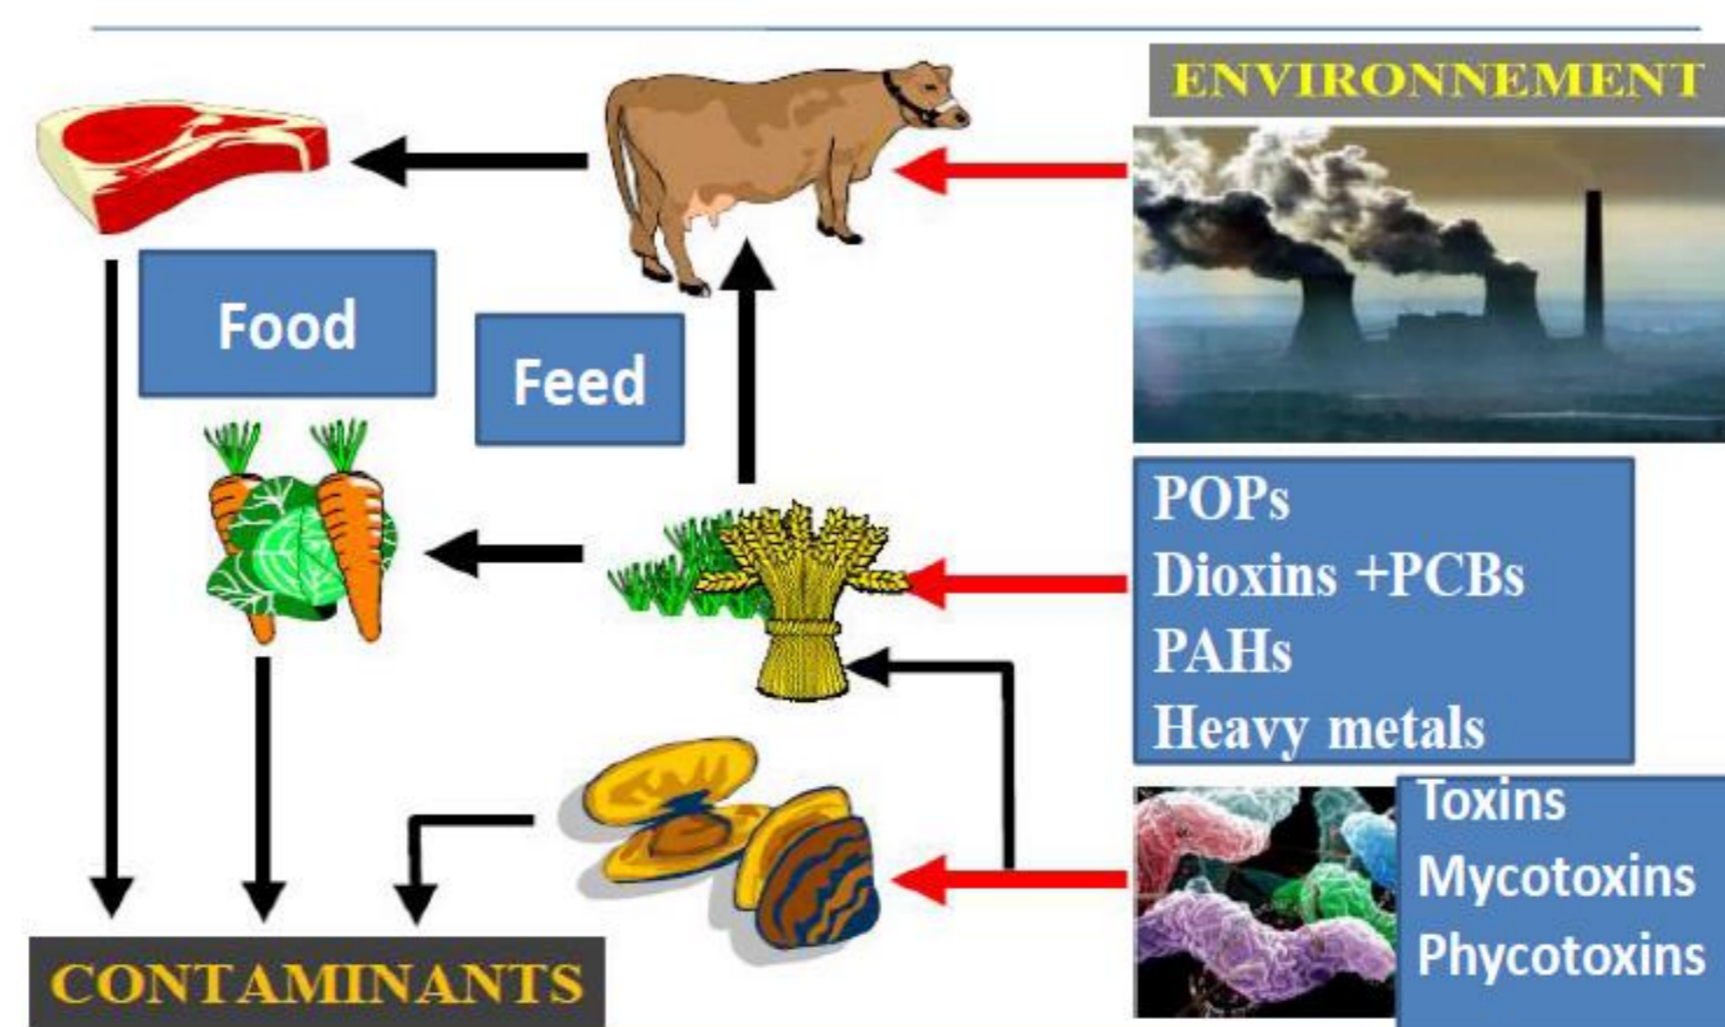 ENVIRONNEMENT
Food
Feed
POPs
Dioxins +PCBs
PAHs
Heavy metals
Toxins
Mycotoxins
Phycotoxins
CONTAMINANTS